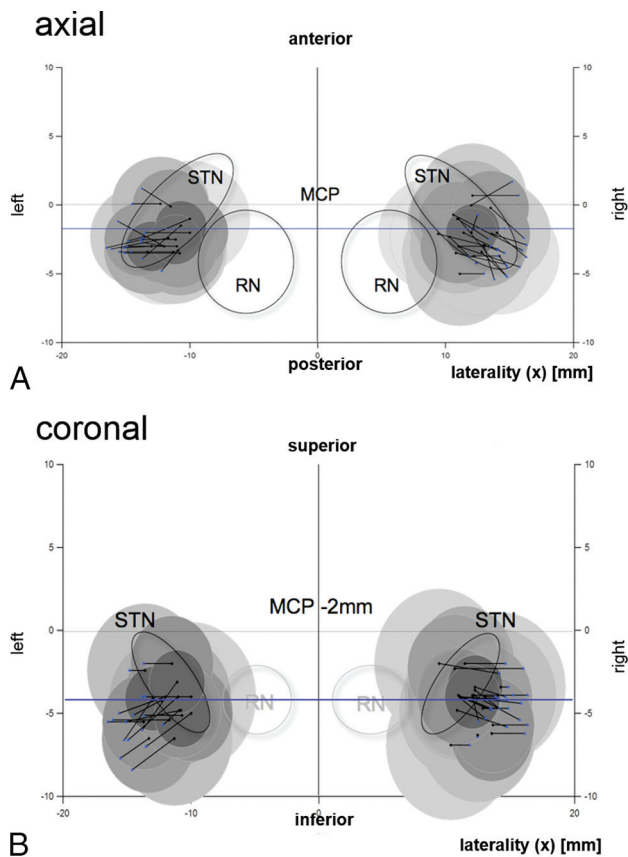 axial
anterior
10 10
5 5
STN STN
left 0 MCP 0 right
-5 RN RN -5
-10 -10
-20 -10 0 10 20
posterior
A laterality (x) [mm]
coronal
superior
10 10
5 5
left STN MCP -2mm STN right
0 0
RN RN
-5 -5
-10 -10
-20 -10 0 10 20
inferior
B laterality (x) [mm]